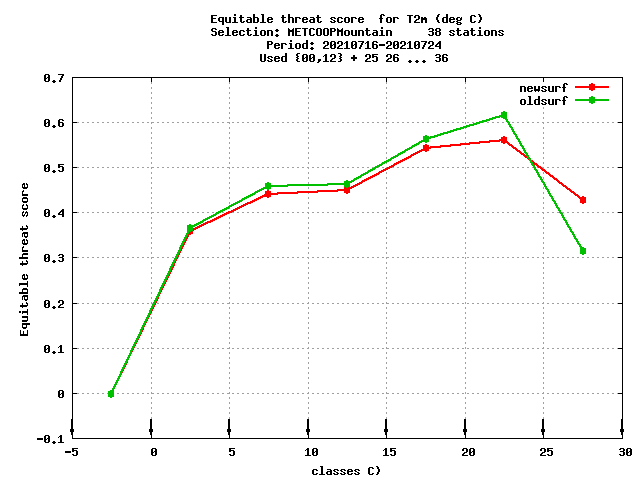 Equitable threat score  for T2m (deg C)
Selection: METCOOPMountain     38 stations
Period: 20210716-20210724
Used {00,12} + 25 26 ... 36
newsurf
oldsurf
Equitable threat score
0.7
0.6
0.5
0.4
0.3
0.2
0.1
0
-0.1
-5 0 5 10 15 20 25 30
classes C)